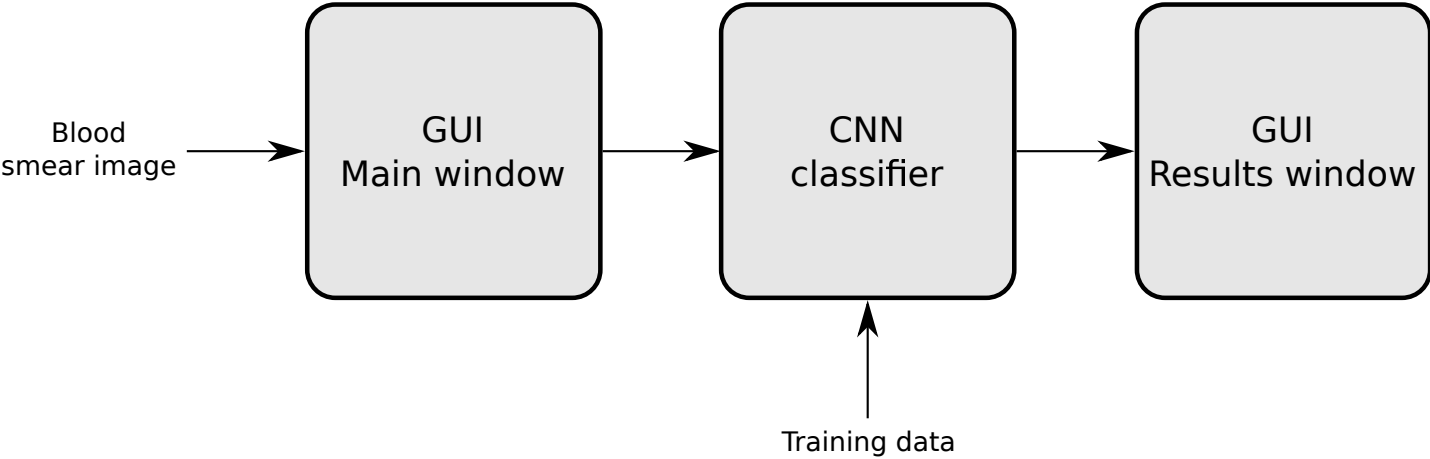 Blood
smear image
GUI
Main window
CNN
classifier
GUI
Results window
Training data